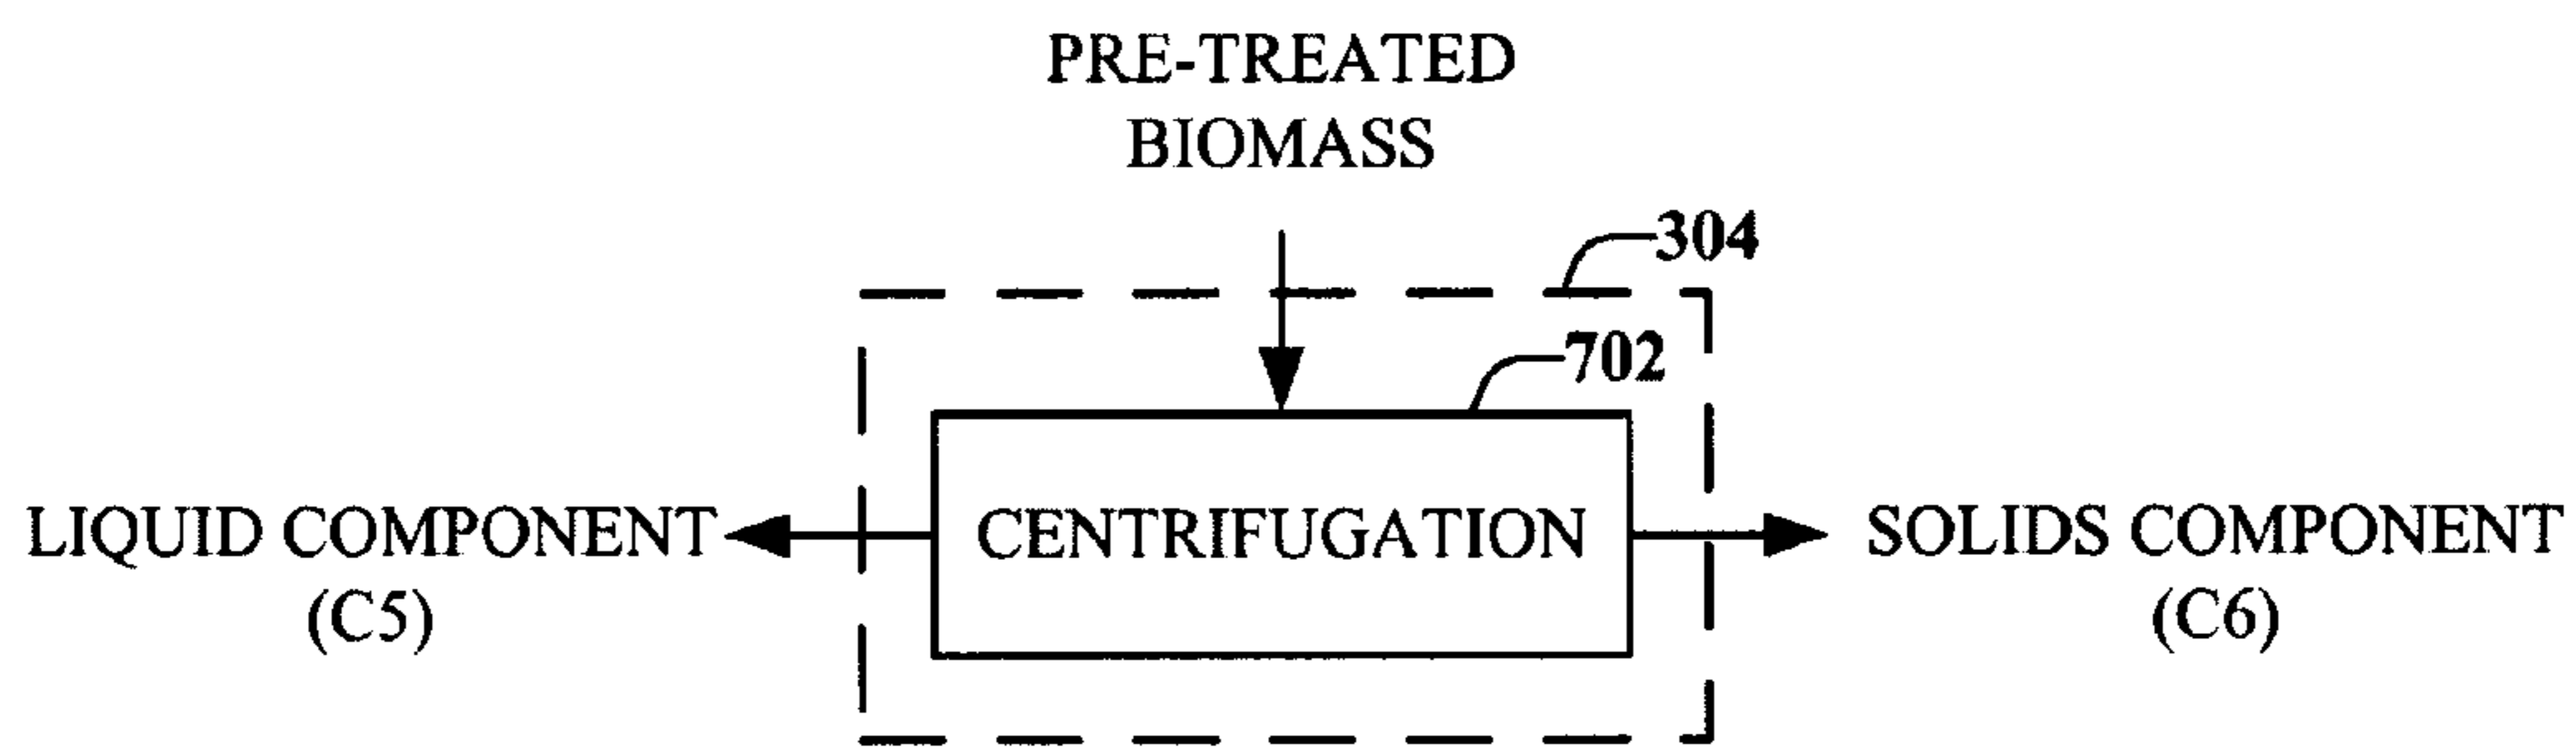 PRE-TREATED
BIOMASS
304
702
LIQUID COMPONENT
(C5)
CENTRIFUGATION
SOLIDS COMPONENT
(C6)